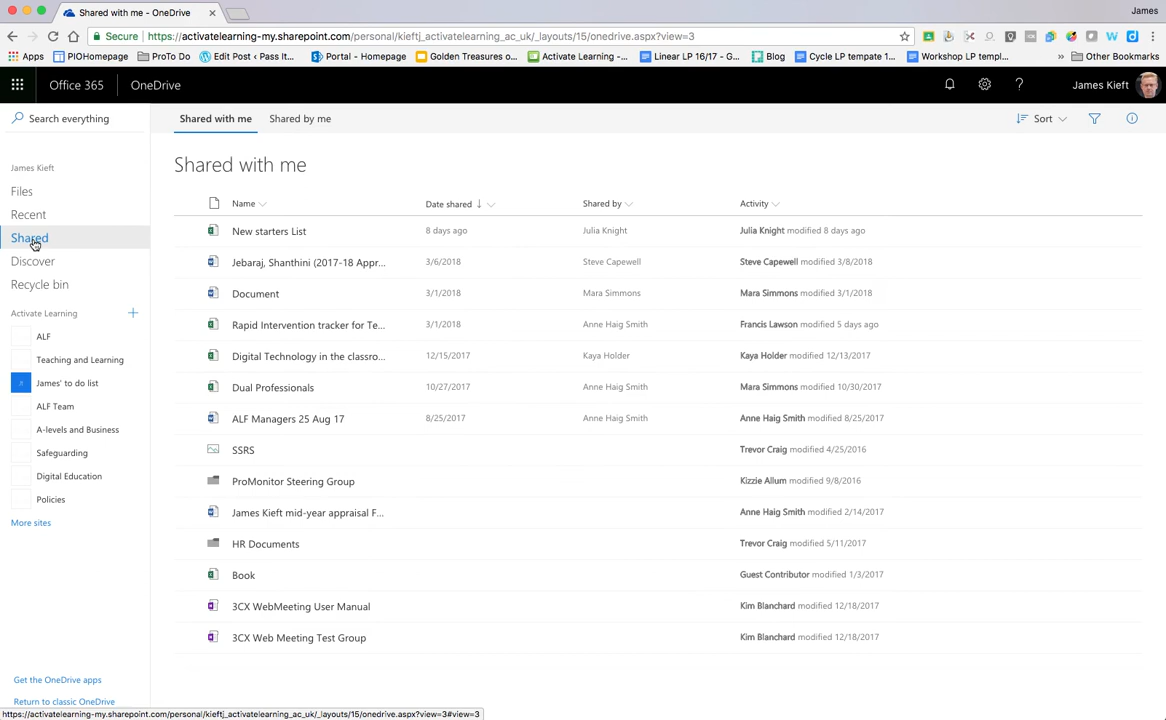 Shared with me - OneDrive
James
Secure https://activatelearning-my.sharepoint.com/personal/kieftj_activatelearning_ac_uk/_layouts/15/onedrive.aspx?view=3
Apps PIOHomepage ProTo Do Edit Post ‹ Pass It... Portal - Homepage Golden Treasures o... Activate Learning -... Linear LP 16/17 - G... Blog Cycle LP tempate 1... Workshop LP templ... » Other Bookmarks
Office 365 OneDrive ? James Kieft
Search everything Shared with me Shared by me Sort
James Kieft
Files
Recent
Shared
Discover
Recycle bin
Activate Learning +
ALF
Teaching and Learning
James' to do list
ALF Team
A-levels and Business
Safeguarding
Digital Education
Policies
More sites
Get the OneDrive apps
Return to classic OneDrive
Shared with me
Name Date shared Shared by Activity
New starters List 8 days ago Julia Knight Julia Knight modified 8 days ago
Jebaraj, Shanthini (2017-18 Appr... 3/6/2018 Steve Capewell Steve Capewell modified 3/8/2018
Document 3/1/2018 Mara Simmons Mara Simmons modified 3/1/2018
Rapid Intervention tracker for Te... 3/1/2018 Anne Haig Smith Francis Lawson modified 5 days ago
Digital Technology in the classro... 12/15/2017 Kaya Holder Kaya Holder modified 12/13/2017
Dual Professionals 10/27/2017 Anne Haig Smith Mara Simmons modified 10/30/2017
ALF Managers 25 Aug 17 8/25/2017 Anne Haig Smith Anne Haig Smith modified 8/25/2017
SSRS Trevor Craig modified 4/25/2016
ProMonitor Steering Group Kizzie Allum modified 9/8/2016
James Kieft mid-year appraisal F... Anne Haig Smith modified 2/14/2017
HR Documents Trevor Craig modified 5/11/2017
Book Guest Contributor modified 1/3/2017
3CX WebMeeting User Manual Kim Blanchard modified 12/18/2017
3CX Web Meeting Test Group Kim Blanchard modified 12/18/2017
https://activatelearning-my.sharepoint.com/personal/kieftj_activatelearning_ac_uk/_layouts/15/onedrive.aspx?view=3#view=3